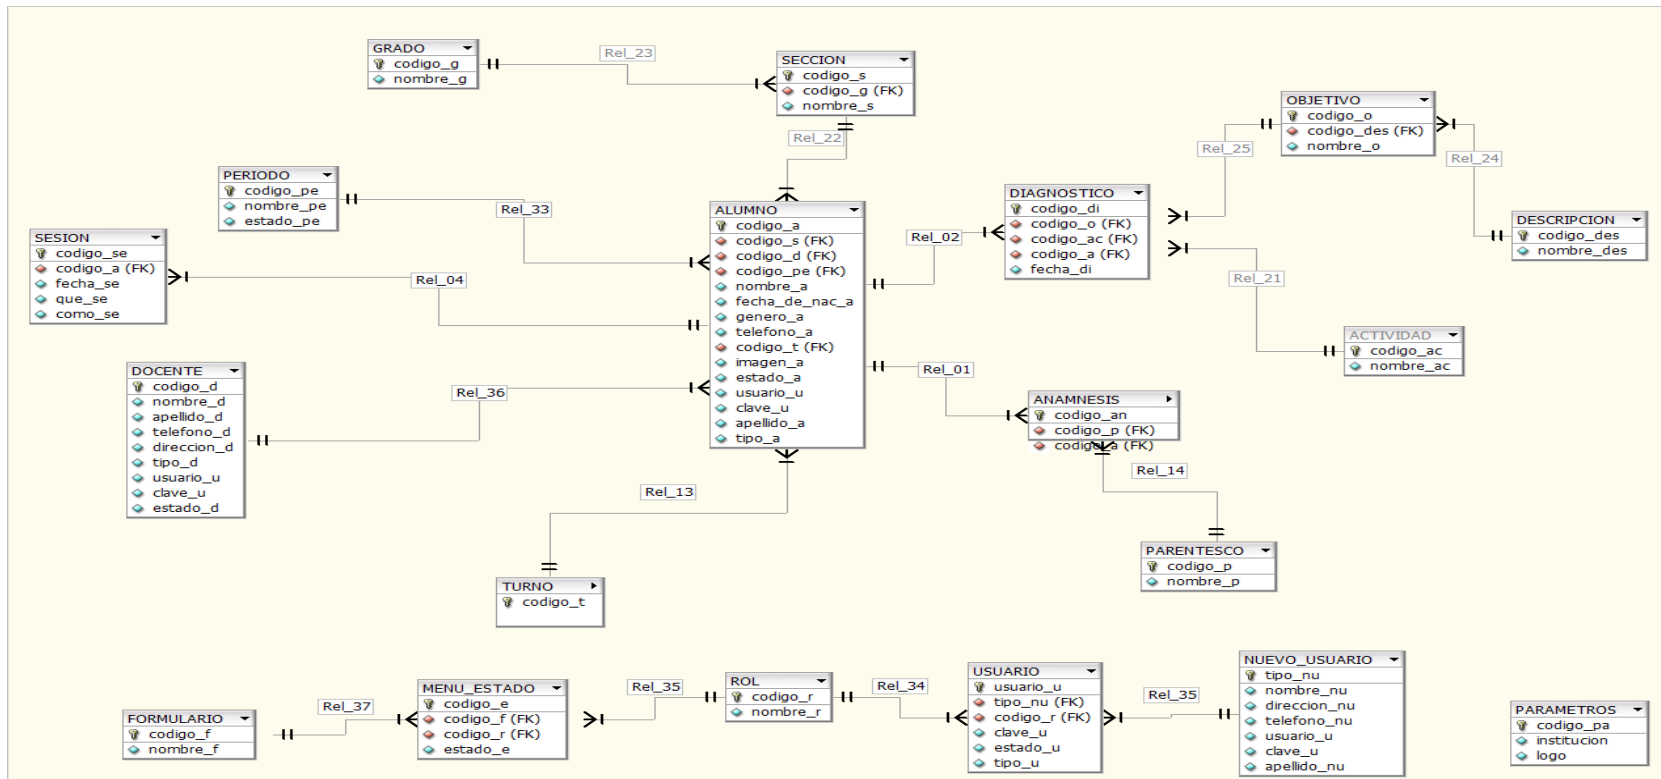 GRADO
codigo_g
nombre_g
Rel_23
SECCION
codigo_s
codigo_g (FK)
nombre_s
Rel_22
OBJETIVO
codigo_o
codigo_des (FK)
nombre_o
Rel_25
Rel_24
PERIODO
codigo_pe
nombre_pe
estado_pe
Rel_33
DIAGNOSTICO
codigo_di
codigo_o (FK)
codigo_ac (FK)
codigo_a (FK)
fecha_di
DESCRIPCION
codigo_des
nombre_des
SESION
codigo_se
codigo_a (FK)
fecha_se
que_se
como_se
Rel_04
ALUMNO
codigo_a
codigo_s (FK)
codigo_d (FK)
codigo_pe (FK)
nombre_a
fecha_de_nac_a
genero_a
telefono_a
codigo_t (FK)
imagen_a
estado_a
usuario_u
clave_u
apellido_a
tipo_a
Rel_02
Rel_21
ACTIVIDAD
codigo_ac
nombre_ac
DOCENTE
codigo_d
nombre_d
apellido_d
telefono_d
direccion_d
tipo_d
usuario_u
clave_u
estado_d
Rel_36
Rel_01
ANAMNESIS
codigo_an
codigo_p (FK)
codigo_a (FK)
Rel_14
Rel_13
PARENTESCO
codigo_p
nombre_p
TURNO
codigo_t
FORMULARIO
codigo_f
nombre_f
Rel_37
MENU_ESTADO
codigo_e
codigo_f (FK)
codigo_r (FK)
estado_e
Rel_35
ROL
codigo_r
nombre_r
Rel_34
USUARIO
usuario_u
tipo_nu (FK)
codigo_r (FK)
clave_u
estado_u
tipo_u
Rel_35
NUEVO_USUARIO
tipo_nu
nombre_nu
direccion_nu
telefono_nu
usuario_u
clave_u
apellido_nu
PARAMETROS
codigo_pa
institucion
logo